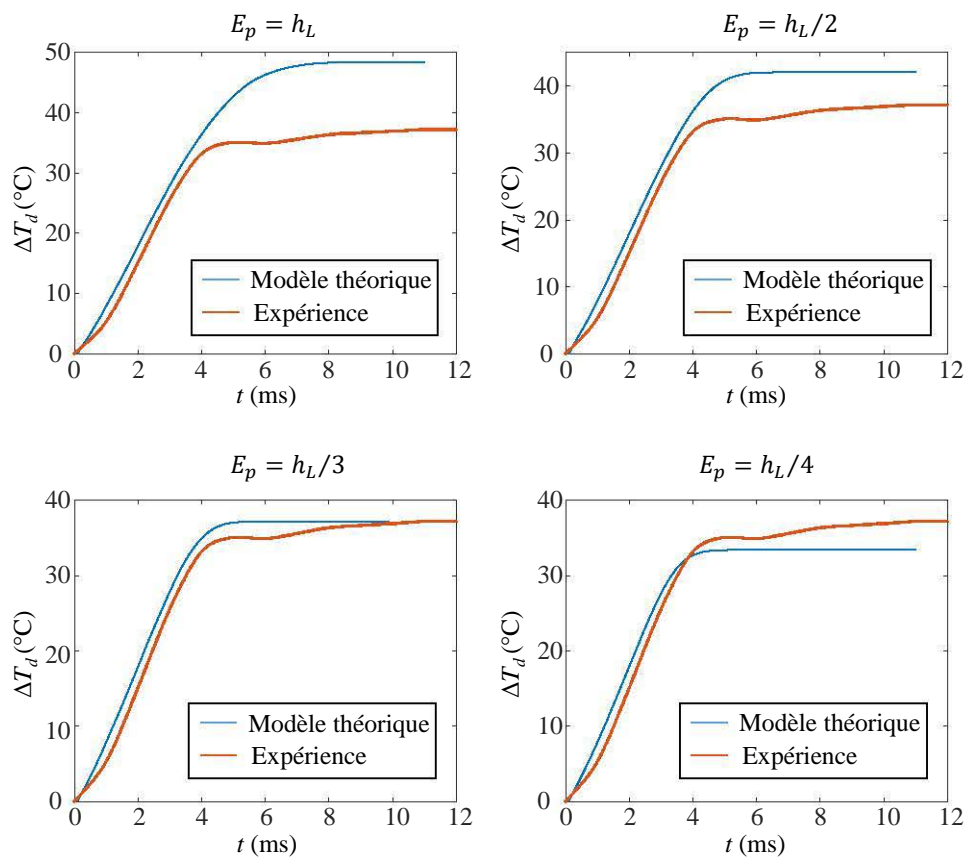 E_p = h_L
50
40
30
20
10
0
ΔT_d (°C)
Modèle théorique
Expérience
0 2 4 6 8 10 12
t (ms)
E_p = h_L/2
40
30
20
10
0
ΔT_d (°C)
Modèle théorique
Expérience
0 2 4 6 8 10 12
t (ms)
E_p = h_L/3
40
30
20
10
0
ΔT_d (°C)
Modèle théorique
Expérience
0 2 4 6 8 10 12
t (ms)
E_p = h_L/4
40
30
20
10
0
ΔT_d (°C)
Modèle théorique
Expérience
0 2 4 6 8 10 12
t (ms)